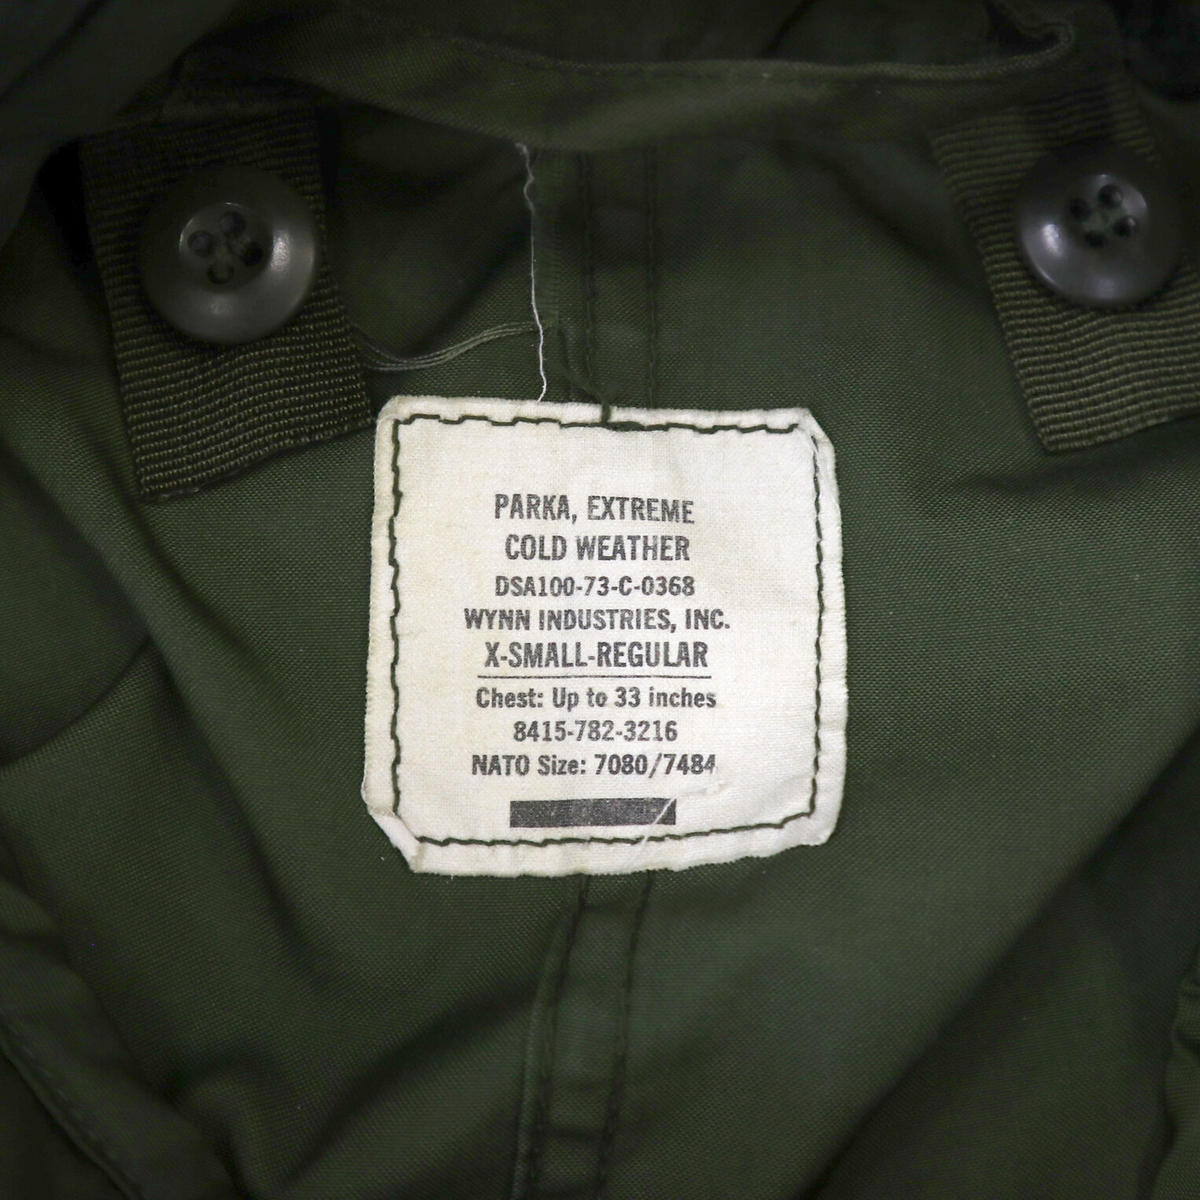 PARKA, EXTREME
COLD WEATHER
DSA100-73-C-0368
WYNN INDUSTRIES, INC.
X-SMALL-REGULAR
Chest: Up to 33 inches
8415-782-3216
NATO Size: 7080/7484